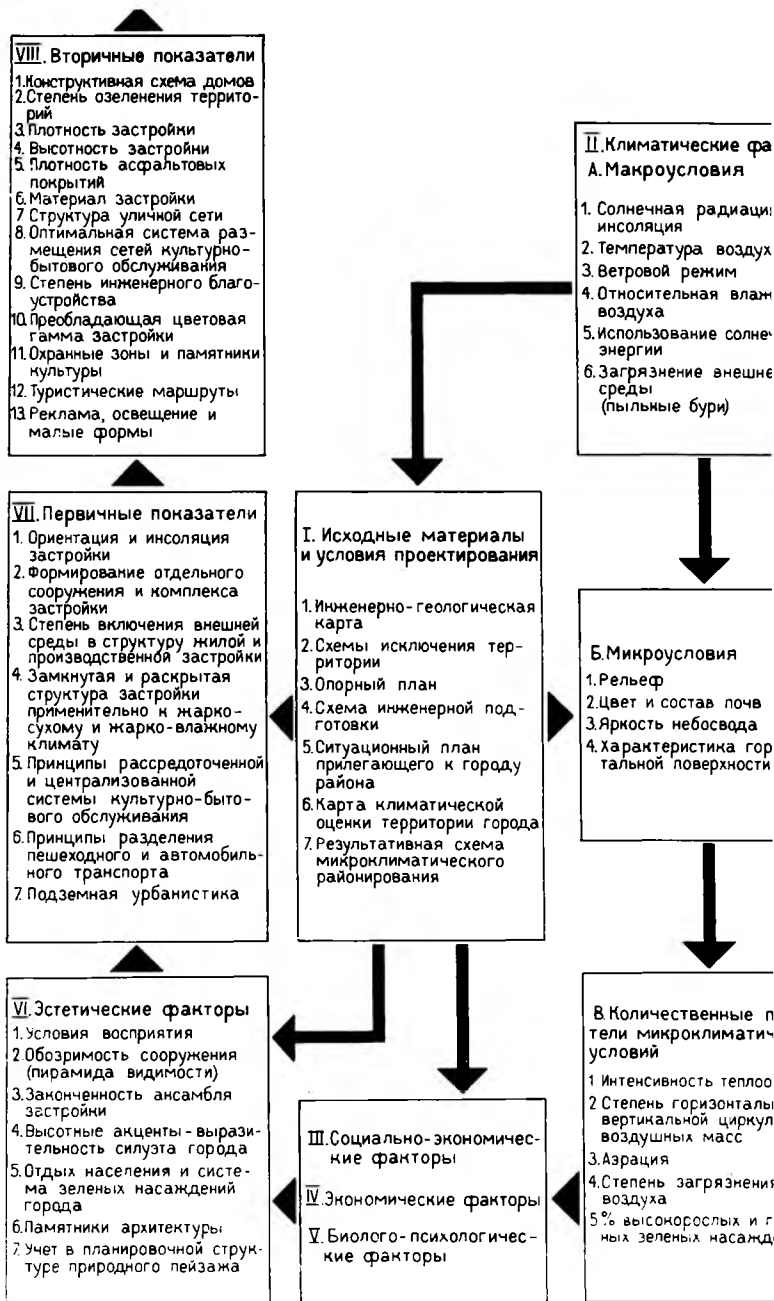 VIII. Вторичные показатели
1. Конструктивная схема домов
2. Степень озеленения территорий
рий
3. Плотность застройки
4. Высотность застройни
5. Плотность асфальтовых
покрытий
6. Материал застройки
7. Структура уличной сети
8. Оптимальная система раз-
мещения сетей культурно-
бытового обслуживания
9. Степень инженерного благо-
устройства
10. Преобладающая цветовая
гамма застройки
11. Охранные зоны и памятники
культуры
12. Туристические маршруты
13. Реклама, освещение и
малые формы
VII. Первичные показатели
1. Ориентация и инсоляция
застройки
2. Формирование отдельного
сооружения и комплекса
застройки
3. Степень включения внешней
среды в структуру жилой и
производственной застройки
4. Замкнутая и раскрытая
структура застройки
применительно к жарко-
сухому и жарко-влажному
климату
5. Принципы рассредоточенной
и централизованной
системы культурно-быто-
вого обслуживания
6. Принципы разделения
пешеходного и автомобиль-
ного транспорта
7. Подземная урбанистика
VI. Эстетические факторы
1. Условия восприятия
2. Обозримость сооружения
(пирамида видимости)
3. Законченность ансамбля
застройки
4. Высотные акценты - вырази-
тельность силуэта города
5. Отдых населения и систе-
ма зеленых насаждений
города
6. Памятники архитектуры
7. Учет в планировочной струк-
туре природного пейзажа
I. Исходные материалы
и условия проектирования
1. Инженерно-геологическая
карта
2. Схемы исключения тер-
ритории
3. Опорный план
4. Схема инженерной под-
готовки
5. Ситуационный план
прилегающего к городу
района
6. Карта климатической
оценки территории города
7. Результативная схема
микроклиматического
районирования
III. Социально-экономичес-
кие факторы
IV. Экономические факторы
V. Биолого-психологичес-
кие факторы
II. Климатические фа
А. Макроусловия
1. Солнечная радиаци
инсоляция
2. Температура воздух
3. Ветровой режим
4. Относительная влаж
воздуха
5. Использование солнеч
энергии
6. Загрязнение внешне
среды
(пыльные бури)
Б. Микроусловия
1. Рельеф
2. Цвет и состав почв
3. Яркость небосвода
4. Характеристика гор
тальной поверхности
В. Количественные п
тели микроклиматич
условий
1 Интенсивность теплоо
2 Степень горизонталь
вертикальной циркул
воздушных масс
3. Аэрация
4. Степень загрязнения
воздуха
5 % высокорослых и г
ных зеленых насажд